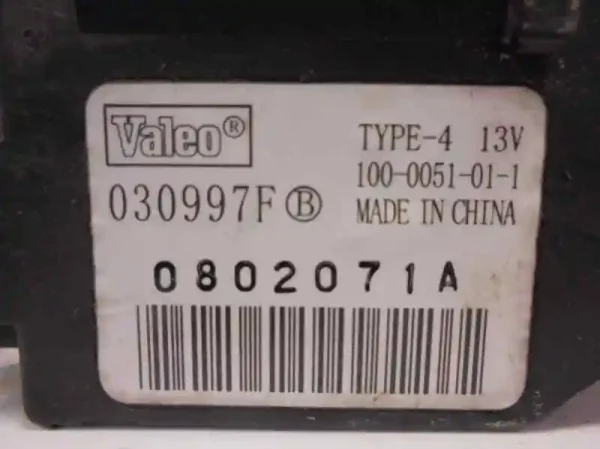 Valeo®
TYPE-4 13V
100-0051-01-1
030997F Ⓑ
MADE IN CHINA
0802071A